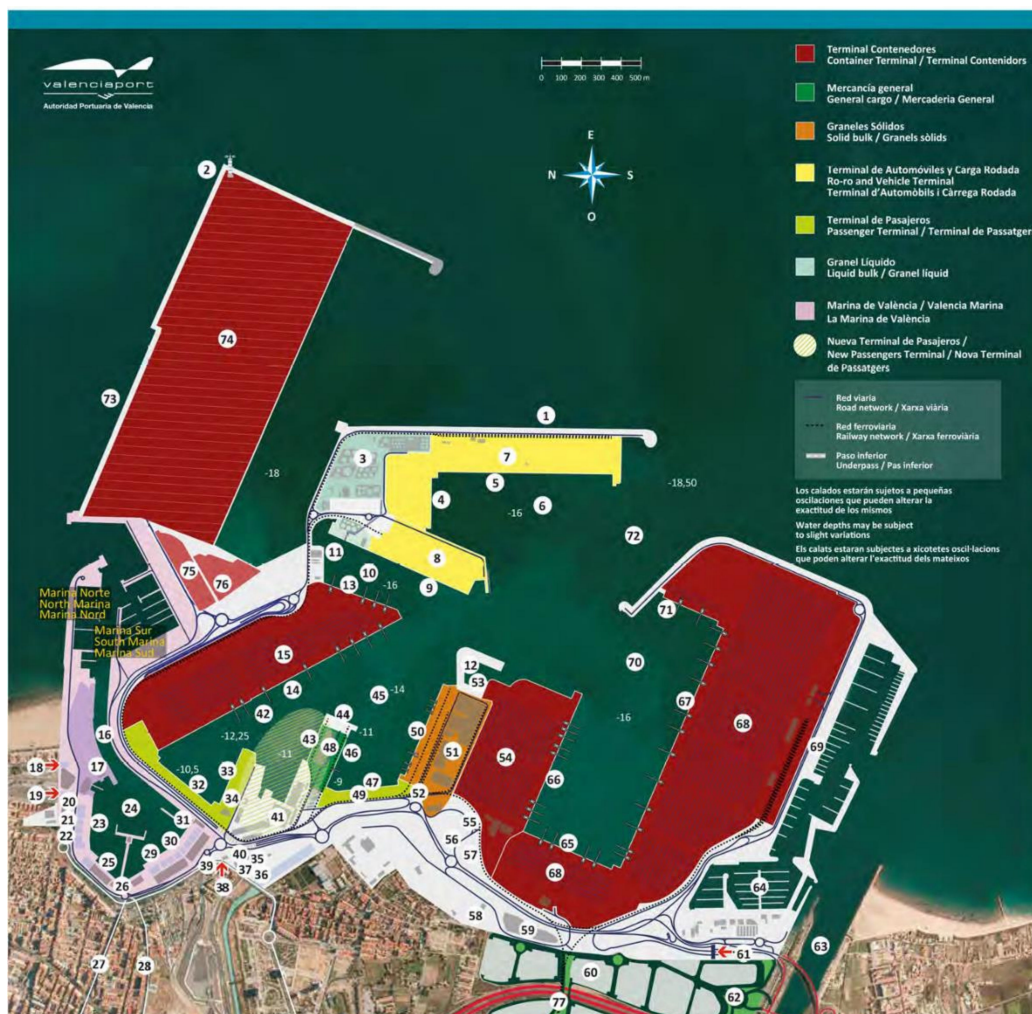 valenciaport
Autoridad Portuaria de Valencia
0 100 200 300 400 500 m
E
N S
O
Terminal Contenedores
Container Terminal / Terminal Contenidors
Mercancía general
General cargo / Mercaderia General
Graneles Sólidos
Solid bulk / Granels sòlids
Terminal de Automóviles y Carga Rodada
Ro-ro and Vehicle Terminal
Terminal d'Automòbils i Càrrega Rodada
Terminal de Pasajeros
Passenger Terminal / Terminal de Passatgers
Granel Líquido
Liquid bulk / Granel líquid
Marina de València / Valencia Marina
La Marina de València
Nueva Terminal de Pasajeros /
New Passengers Terminal / Nova Terminal
de Passatgers
Red viaria
Road network / Xarxa viària
Red ferroviaria
Railway network / Xarxa ferroviària
Paso inferior
Underpass / Pas inferior
Los calados estarán sujetos a pequeñas
oscilaciones que pueden alterar la
exactitud de los mismos
Water depths may be subject
to slight variations
Els calats estaran subjectes a xicotetes oscil·lacions
que poden alterar l'exactitud dels mateixos
2
74
73
1
3
7
-18
5
-18,50
4
6
-16
72
11
8
75
76
10
13
-16
9
71
Marina Norte
North Marina
Marina Nord
Marina Sur
South Marina
Marina Sud
15
12
70
53
14
45
-14
67
42
44
-16
68
16
-12,25
43
-11
50
69
-11
48
46
51
54
18
17
-10,5
33
32
-9
47
66
19
34
49
52
20
24
41
21
23
31
55
22
30
56
65
25
29
40
35
57
39
37
68
26
38
36
64
58
59
63
27
28
60
61
77
62